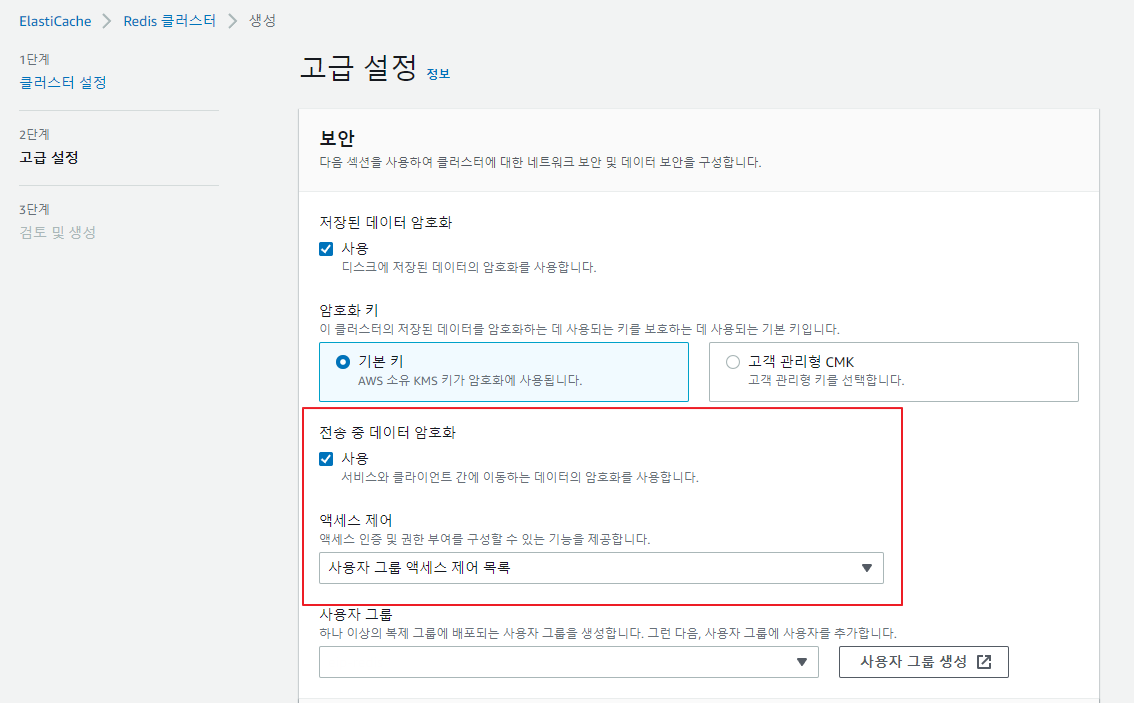 ElastiCache > Redis 클러스터 > 생성
1단계
클러스터 설정
2단계
고급 설정
3단계
검토 및 생성
고급 설정 정보
보안
다음 섹션을 사용하여 클러스터에 대한 네트워크 보안 및 데이터 보안을 구성합니다.
저장된 데이터 암호화
사용
디스크에 저장된 데이터의 암호화를 사용합니다.
암호화 키
이 클러스터의 저장된 데이터를 암호화하는 데 사용되는 키를 보호하는 데 사용되는 기본 키입니다.
기본 키
AWS 소유 KMS 키가 암호화에 사용됩니다.
고객 관리형 CMK
고객 관리형 키를 선택합니다.
전송 중 데이터 암호화
사용
서비스와 클라이언트 간에 이동하는 데이터의 암호화를 사용합니다.
액세스 제어
액세스 인증 및 권한 부여를 구성할 수 있는 기능을 제공합니다.
사용자 그룹 액세스 제어 목록
사용자 그룹
하나 이상의 복제 그룹에 배포되는 사용자 그룹을 생성합니다. 그런 다음, 사용자 그룹에 사용자를 추가합니다.
사용자 그룹 생성